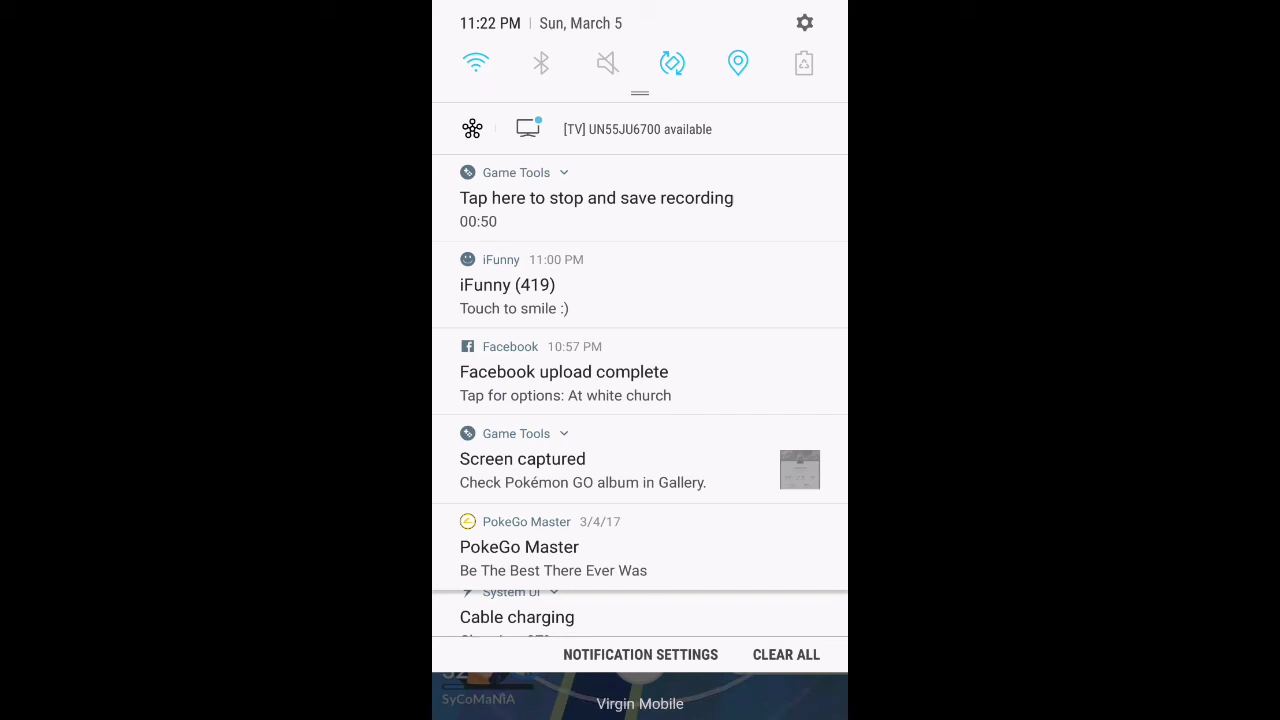 11:22 PM | Sun, March 5
[TV] UN55JU6700 available
Game Tools
Tap here to stop and save recording
00:50
iFunny 11:00 PM
iFunny (419)
Touch to smile :)
Facebook 10:57 PM
Facebook upload complete
Tap for options: At white church
Game Tools
Screen captured
Check Pokémon GO album in Gallery.
PokeGo Master 3/4/17
PokeGo Master
Be The Best There Ever Was
System UI
Cable charging
NOTIFICATION SETTINGS CLEAR ALL
SyCoMaNiA
Virgin Mobile